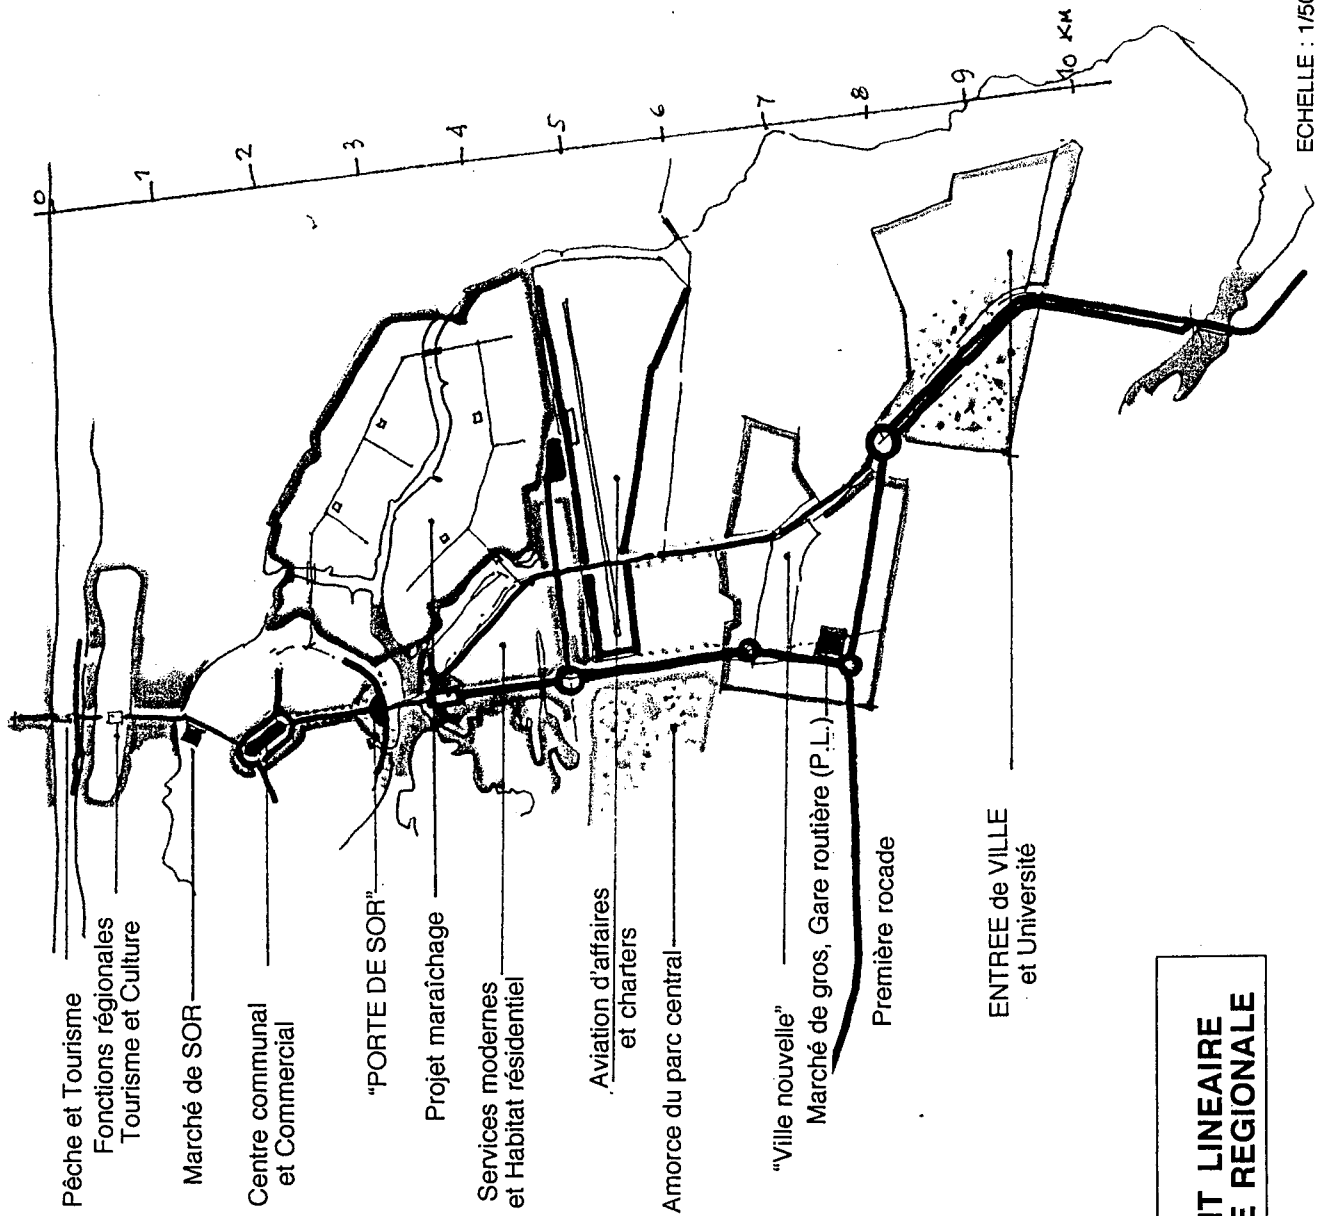 Pêche et Tourisme
Fonctions régionales
Tourisme et Culture
Marché de SOR
Centre communal
et Commercial
"PORTE DE SOR"
Projet maraîchage
Services modernes
et Habitat résidentiel
Aviation d'affaires
et charters
Amorce du parc central
"Ville nouvelle"
Marché de gros, Gare routière (P.L.)
Première rocade
ENTREE de VILLE
et Université
0
1
2
3
4
5
6
7
8
9
10 KM
ECHELLE : 1/50
LINEAIRE
REGIONALE